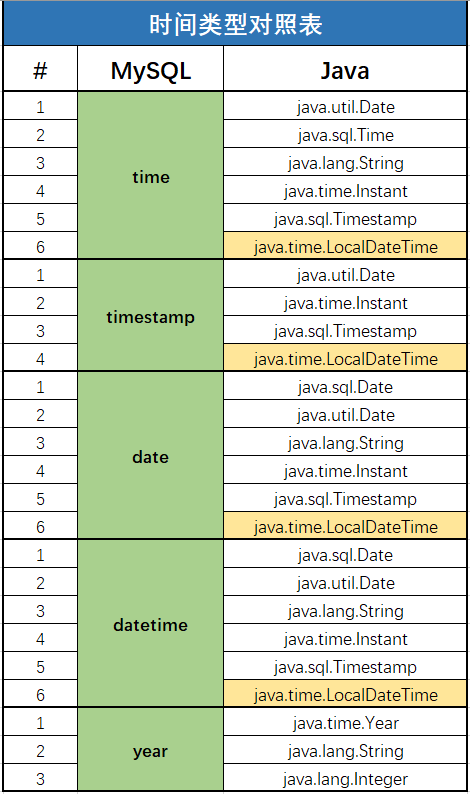 时间类型对照表
# MySQL Java
1 java.util.Date
2 java.sql.Time
3 java.lang.String
time
4 java.time.Instant
5 java.sql.Timestamp
6 java.time.LocalDateTime
1 java.util.Date
2 java.time.Instant
timestamp
3 java.sql.Timestamp
4 java.time.LocalDateTime
1 java.sql.Date
2 java.util.Date
3 java.lang.String
date
4 java.time.Instant
5 java.sql.Timestamp
6 java.time.LocalDateTime
1 java.sql.Date
2 java.util.Date
3 java.lang.String
datetime
4 java.time.Instant
5 java.sql.Timestamp
6 java.time.LocalDateTime
1 java.time.Year
2 year java.lang.String
3 java.lang.Integer